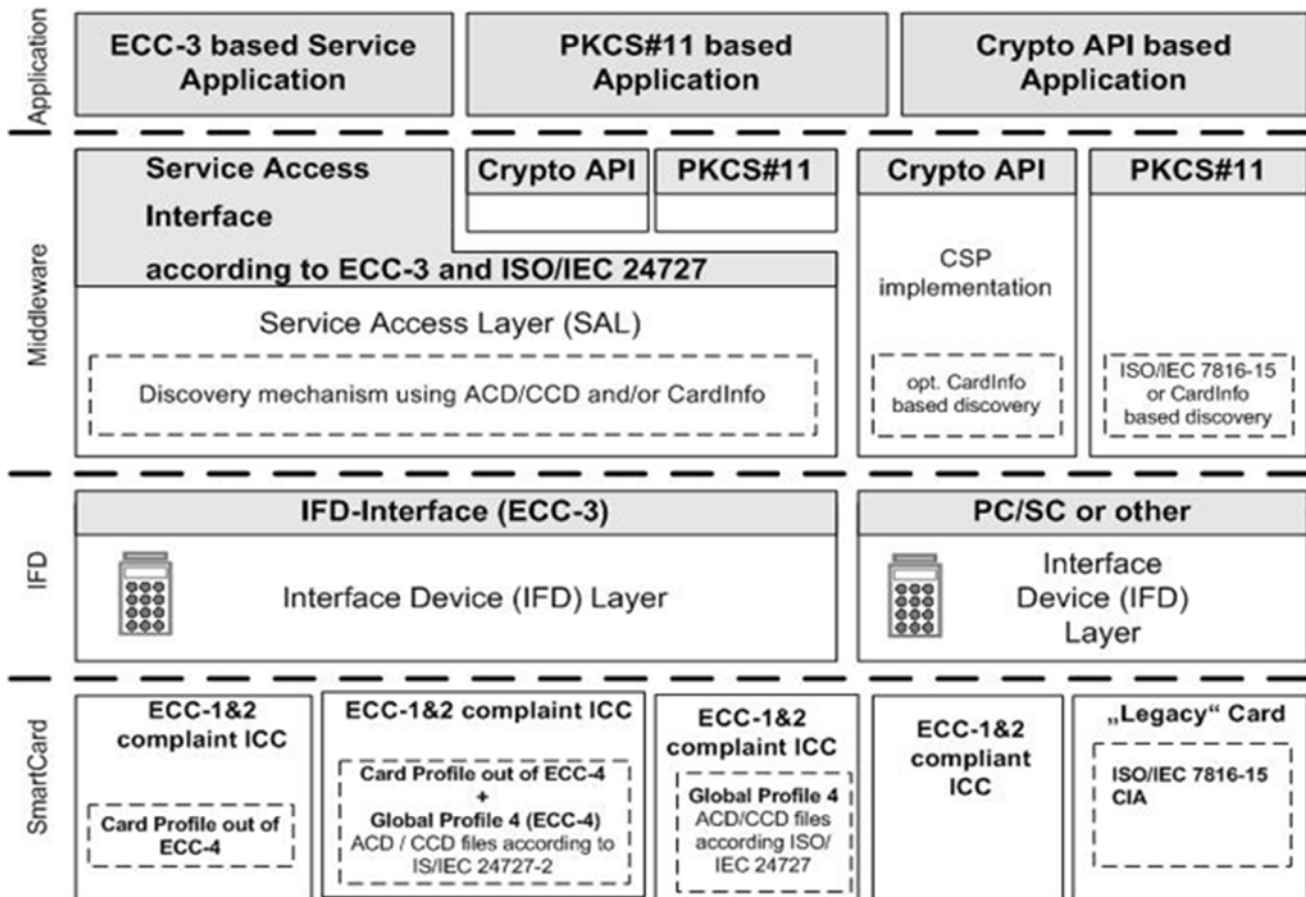 Application
ECC-3 based Service
Application
PKCS#11 based
Application
Crypto API based
Application
Middleware
Service Access
Interface
according to ECC-3 and ISO/IEC 24727
Crypto API
PKCS#11
Service Access Layer (SAL)
Discovery mechanism using ACD/CCD and/or CardInfo
Crypto API
CSP
implementation
opt. CardInfo
based discovery
PKCS#11
ISO/IEC 7816-15
or CardInfo
based discovery
IFD
IFD-Interface (ECC-3)
Interface Device (IFD) Layer
PC/SC or other
Interface
Device (IFD)
Layer
SmartCard
ECC-1&2
complaint ICC
Card Profile out of
ECC-4
ECC-1&2 complaint ICC
Card Profile out of ECC-4
+
Global Profile 4 (ECC-4)
ACD / CCD files according to
IS/IEC 24727-2
ECC-1&2
complaint ICC
Global Profile 4
ACD/CCD files
according ISO/
IEC 24727
ECC-1&2
compliant
ICC
„Legacy“ Card
ISO/IEC 7816-15
CIA